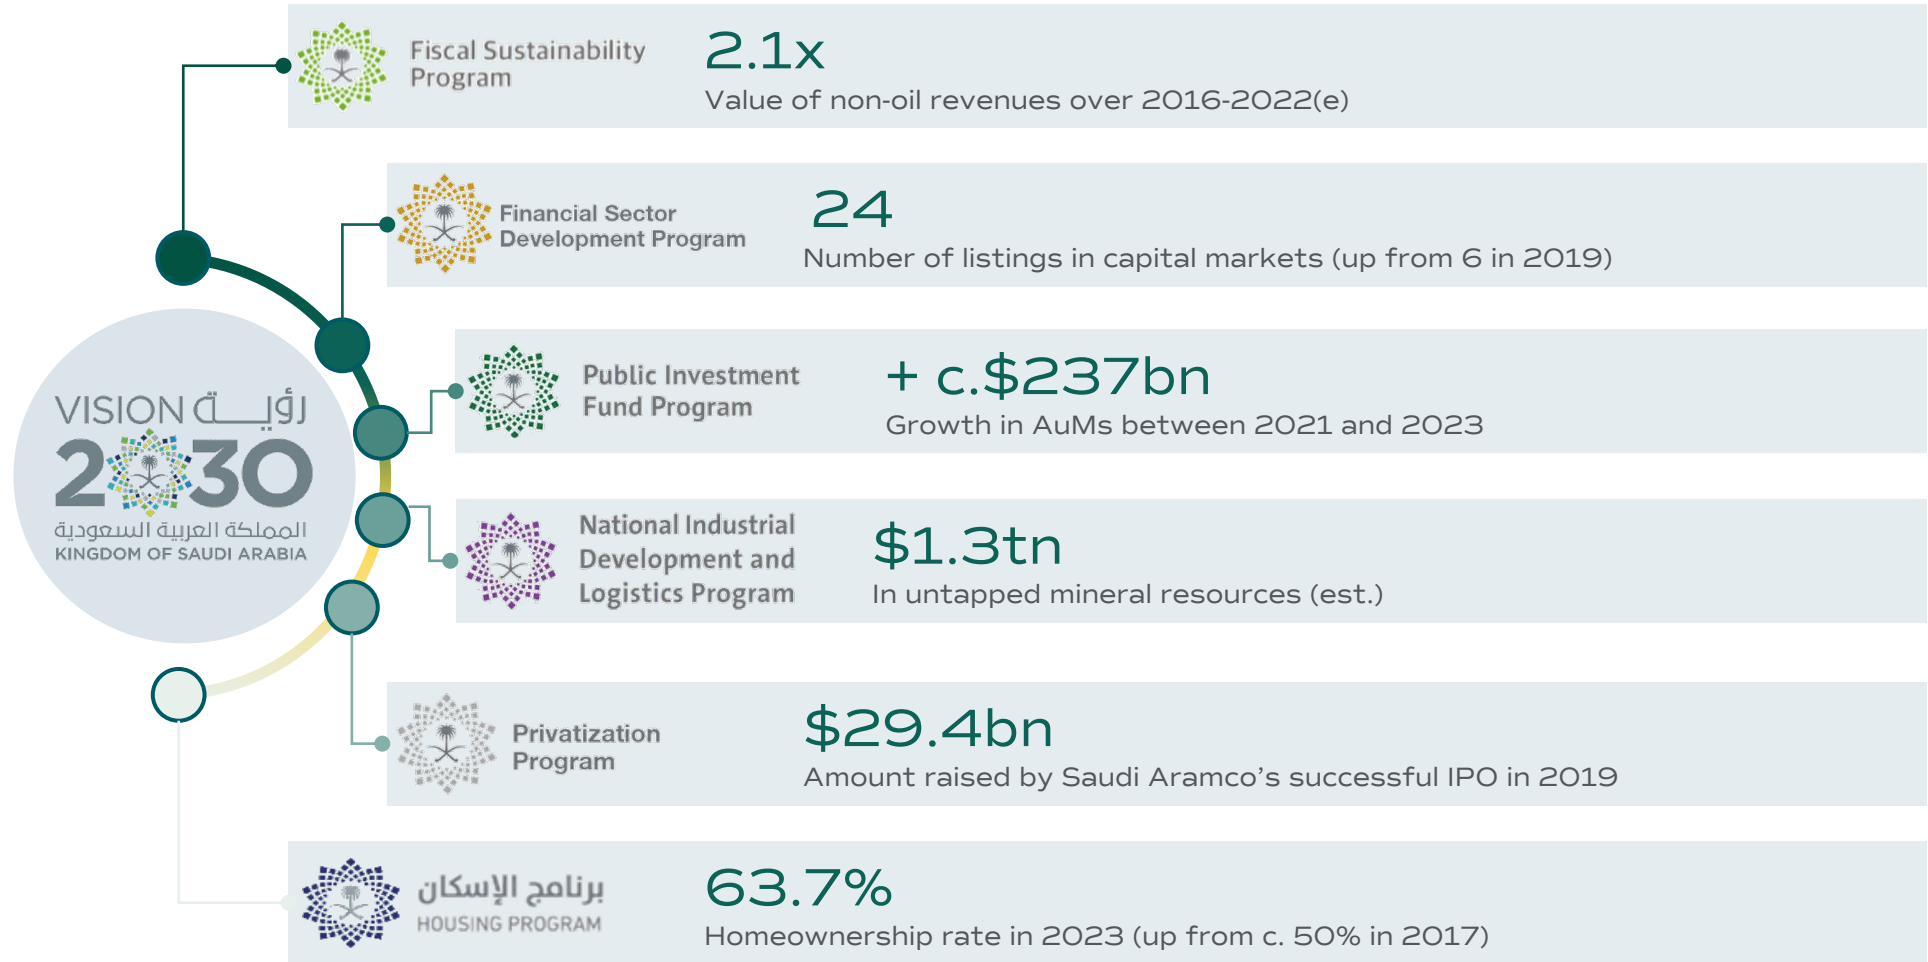 Fiscal Sustainability
Program
2.1x
Value of non-oil revenues over 2016-2022(e)
Financial Sector
Development Program
24
Number of listings in capital markets (up from 6 in 2019)
Public Investment
Fund Program
+ c.$237bn
Growth in AuMs between 2021 and 2023
VISION رؤيـــة
2030
المملكة العربية السعودية
KINGDOM OF SAUDI ARABIA
National Industrial
Development and
Logistics Program
$1.3tn
In untapped mineral resources (est.)
Privatization
Program
$29.4bn
Amount raised by Saudi Aramco’s successful IPO in 2019
برنامج الإسكان
HOUSING PROGRAM
63.7%
Homeownership rate in 2023 (up from c. 50% in 2017)